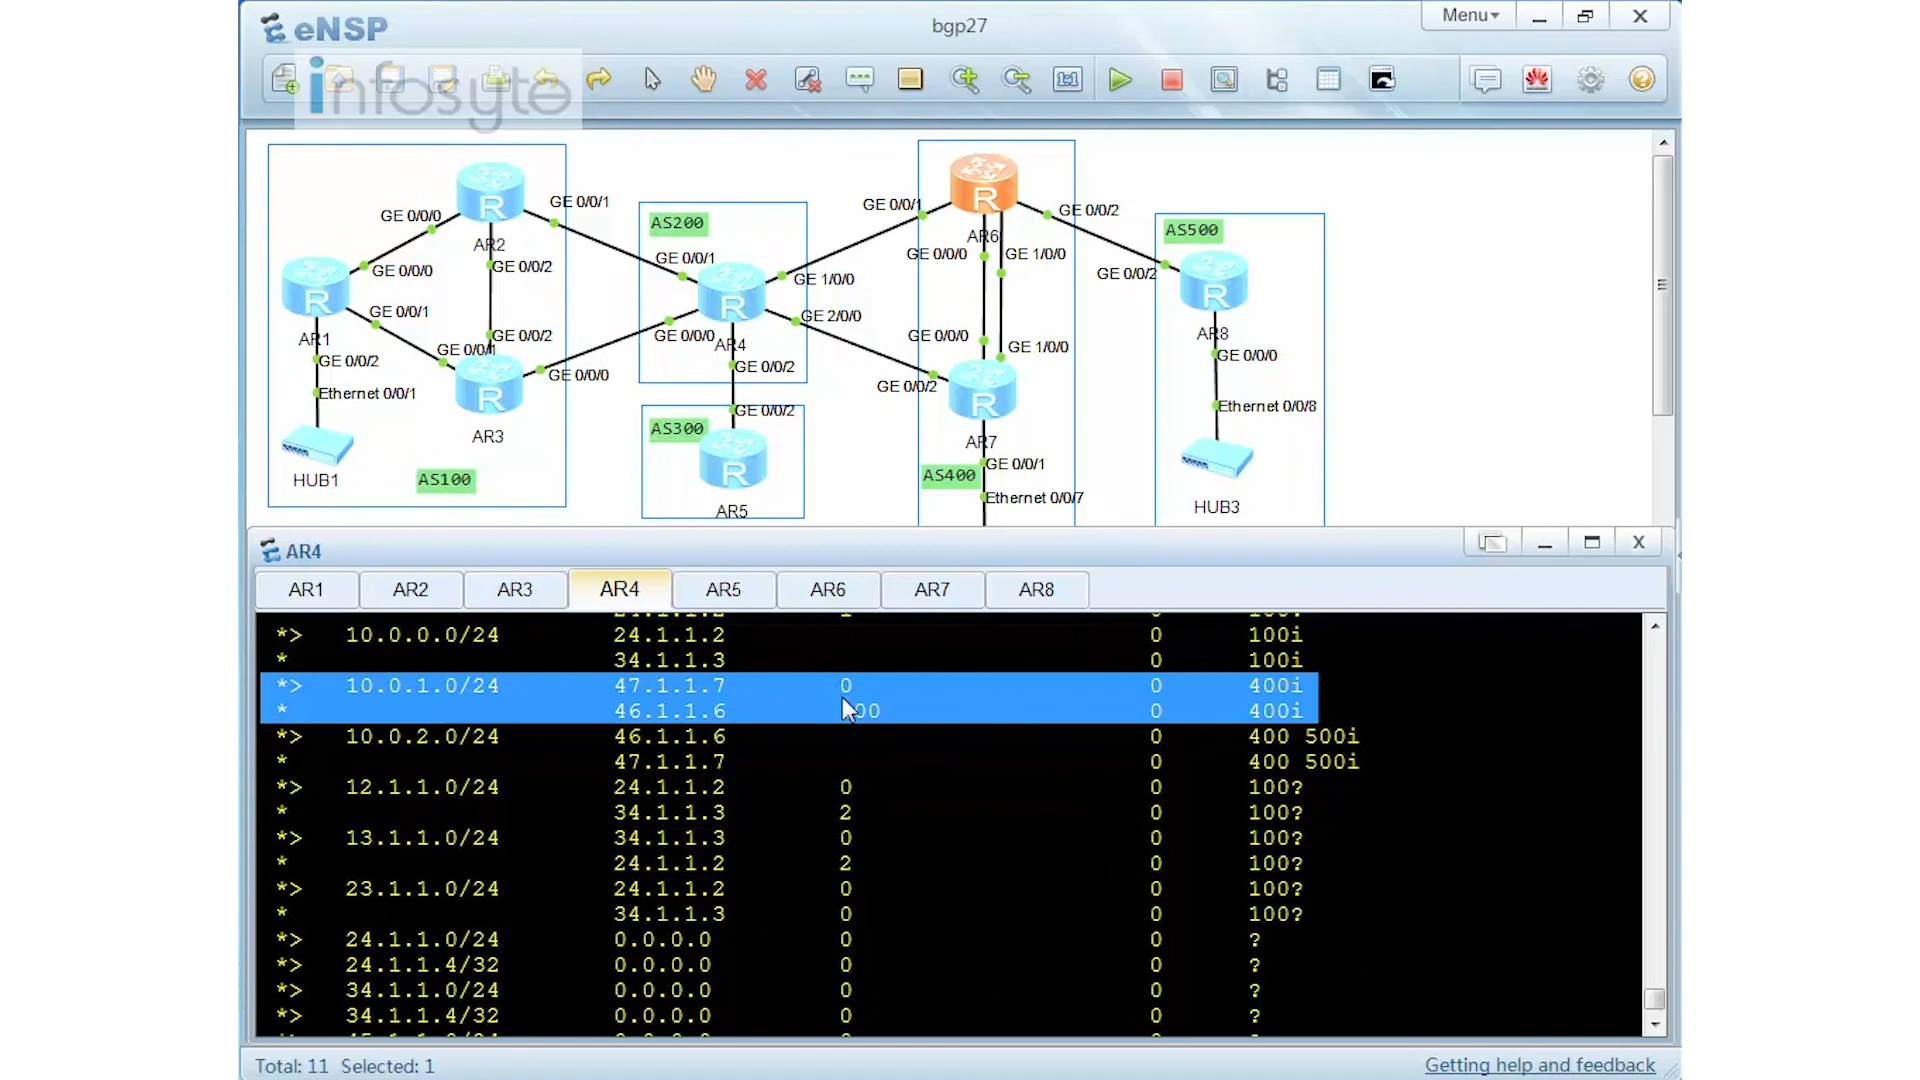 eNSP
bgp27
Menu
infosyte
GE 0/0/0
GE 0/0/1
AR2
GE 0/0/2
GE 0/0/0
GE 0/0/1
AR1
GE 0/0/2
GE 0/0/2
GE 0/0/1
Ethernet 0/0/1
GE 0/0/0
AR3
HUB1
AS100
AS200
GE 0/0/1
GE 1/0/0
GE 2/0/0
GE 0/0/0
AR4
GE 0/0/2
GE 0/0/2
AS300
AR5
GE 0/0/1
GE 0/0/2
AR6
GE 0/0/0
GE 1/0/0
GE 0/0/0
GE 1/0/0
GE 0/0/2
AR7
GE 0/0/1
AS400
Ethernet 0/0/7
AS500
GE 0/0/2
AR8
GE 0/0/0
Ethernet 0/0/8
HUB3
AR4
AR1 AR2 AR3 AR4 AR5 AR6 AR7 AR8
*> 10.0.0.0/24 24.1.1.2 0 100i
* 34.1.1.3 0 100i
*> 10.0.1.0/24 47.1.1.7 0 0 400i
* 46.1.1.6 00 0 400i
*> 10.0.2.0/24 46.1.1.6 0 400 500i
* 47.1.1.7 0 400 500i
*> 12.1.1.0/24 24.1.1.2 0 0 100?
* 34.1.1.3 2 0 100?
*> 13.1.1.0/24 34.1.1.3 0 0 100?
* 24.1.1.2 2 0 100?
*> 23.1.1.0/24 24.1.1.2 0 0 100?
* 34.1.1.3 0 0 100?
*> 24.1.1.0/24 0.0.0.0 0 0 ?
*> 24.1.1.4/32 0.0.0.0 0 0 ?
*> 34.1.1.0/24 0.0.0.0 0 0 ?
*> 34.1.1.4/32 0.0.0.0 0 0 ?
Total: 11 Selected: 1
Getting help and feedback